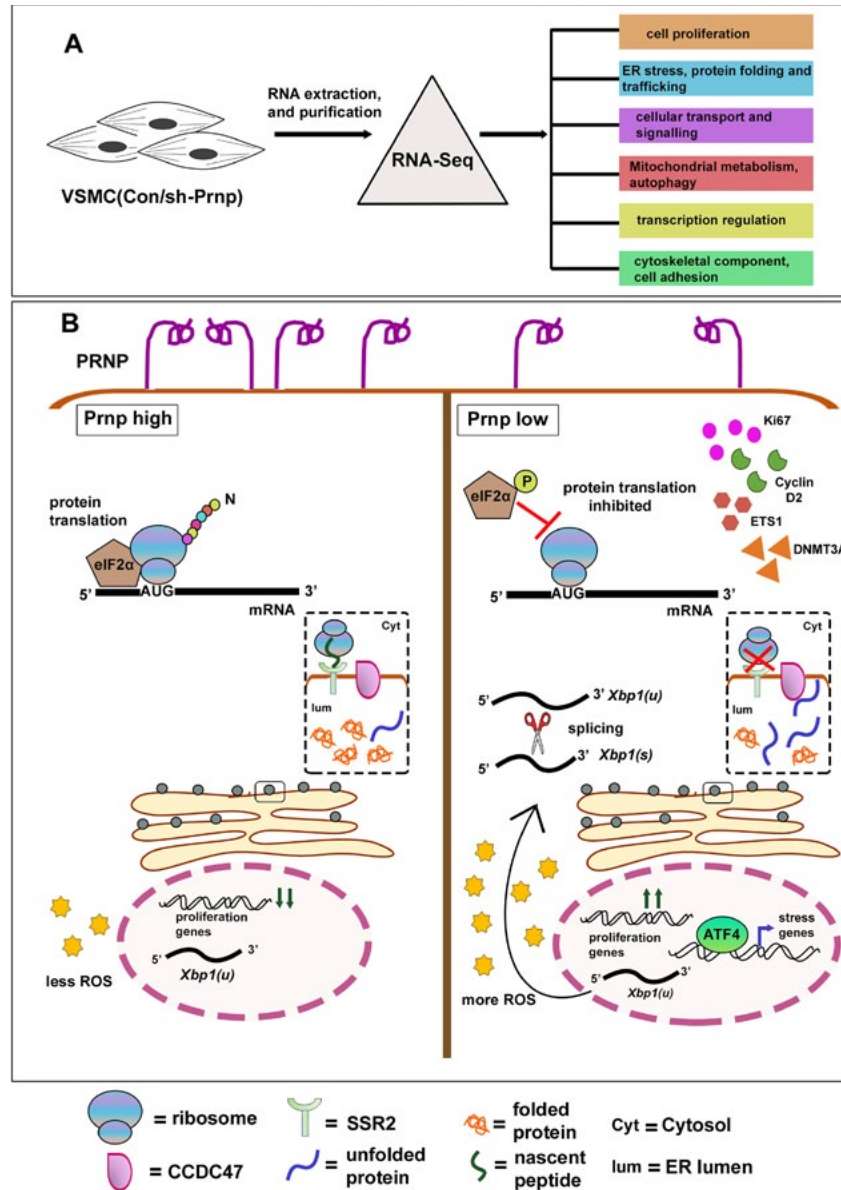 A
VSMC(Con/sh-Prnp)
RNA extraction,
and purification
RNA-Seq
cell proliferation
ER stress, protein folding and
trafficking
cellular transport and
signalling
Mitochondrial metabolism,
autophagy
transcription regulation
cytoskeletal component,
cell adhesion
B
PRNP
Prnp high
protein
translation
N
eIF2α
5’ AUG 3’
mRNA
Cyt
lum
less ROS
proliferation
genes
5’ 3’
Xbp1(u)
Prnp low
Ki67
Cyclin
D2
ETS1
DNMT3A
eIF2α P
protein translation
inhibited
5’ AUG 3’
mRNA
Cyt
lum
5’ 3’ Xbp1(u)
splicing
5’ 3’ Xbp1(s)
more ROS
proliferation
genes
ATF4
stress
genes
5’ 3’
Xbp1(u)
= ribosome
= SSR2
= folded
protein
Cyt = Cytosol
= CCDC47
= unfolded
protein
= nascent
peptide
lum = ER lumen